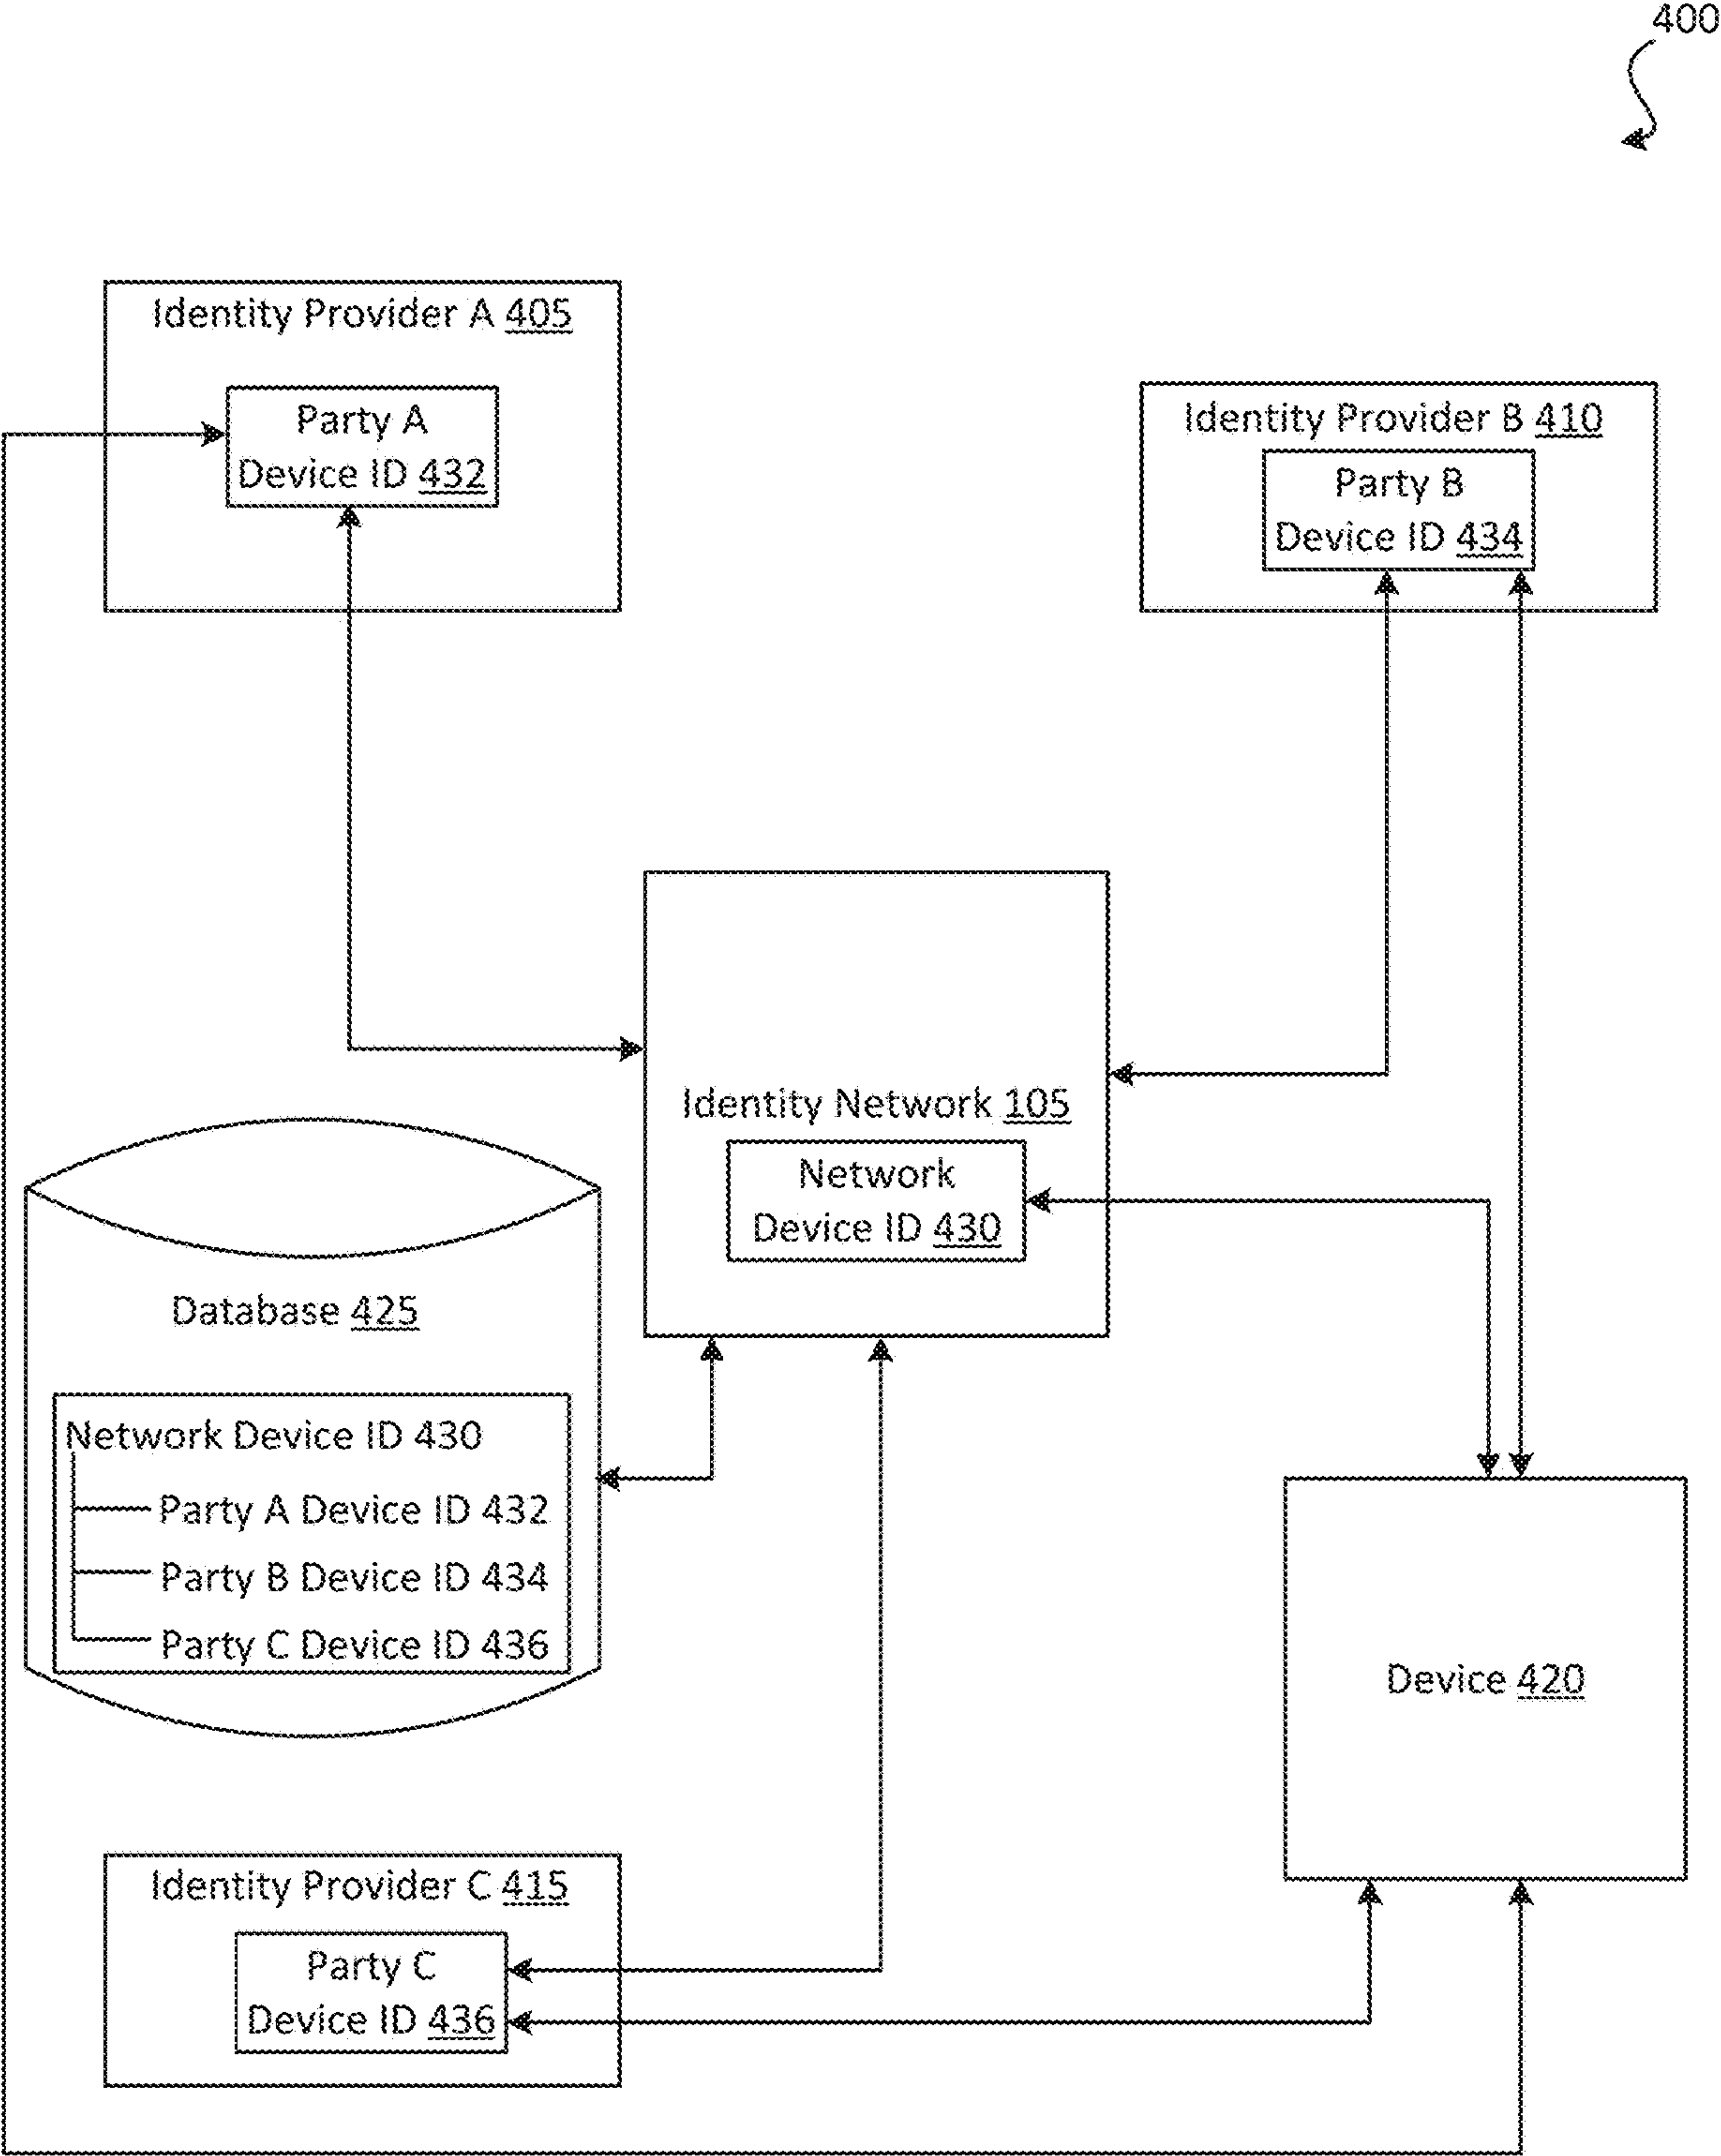 400
Identity Provider A 405
Party A
Device ID 432
Identity Provider B 410
Party B
Device ID 434
Identity Network 105
Network
Device ID 430
Database 425
Network Device ID 430
Party A Device ID 432
Party B Device ID 434
Party C Device ID 436
Device 420
Identity Provider C 415
Party C
Device ID 436